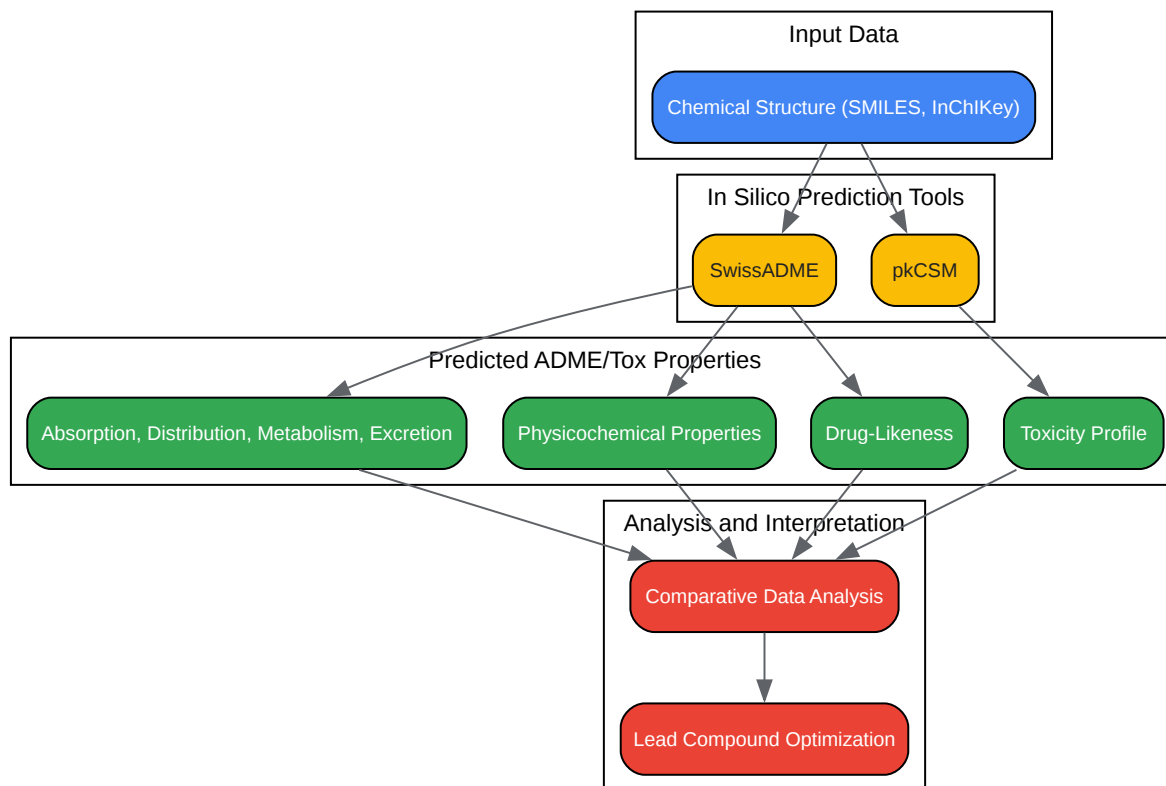 Input Data
Chemical Structure (SMILES, InChIKey)
In Silico Prediction Tools
SwissADME
pkCSM
Predicted ADME/Tox Properties
Absorption, Distribution, Metabolism, Excretion
Physicochemical Properties
Drug-Likeness
Toxicity Profile
Analysis and Interpretation
Comparative Data Analysis
Lead Compound Optimization